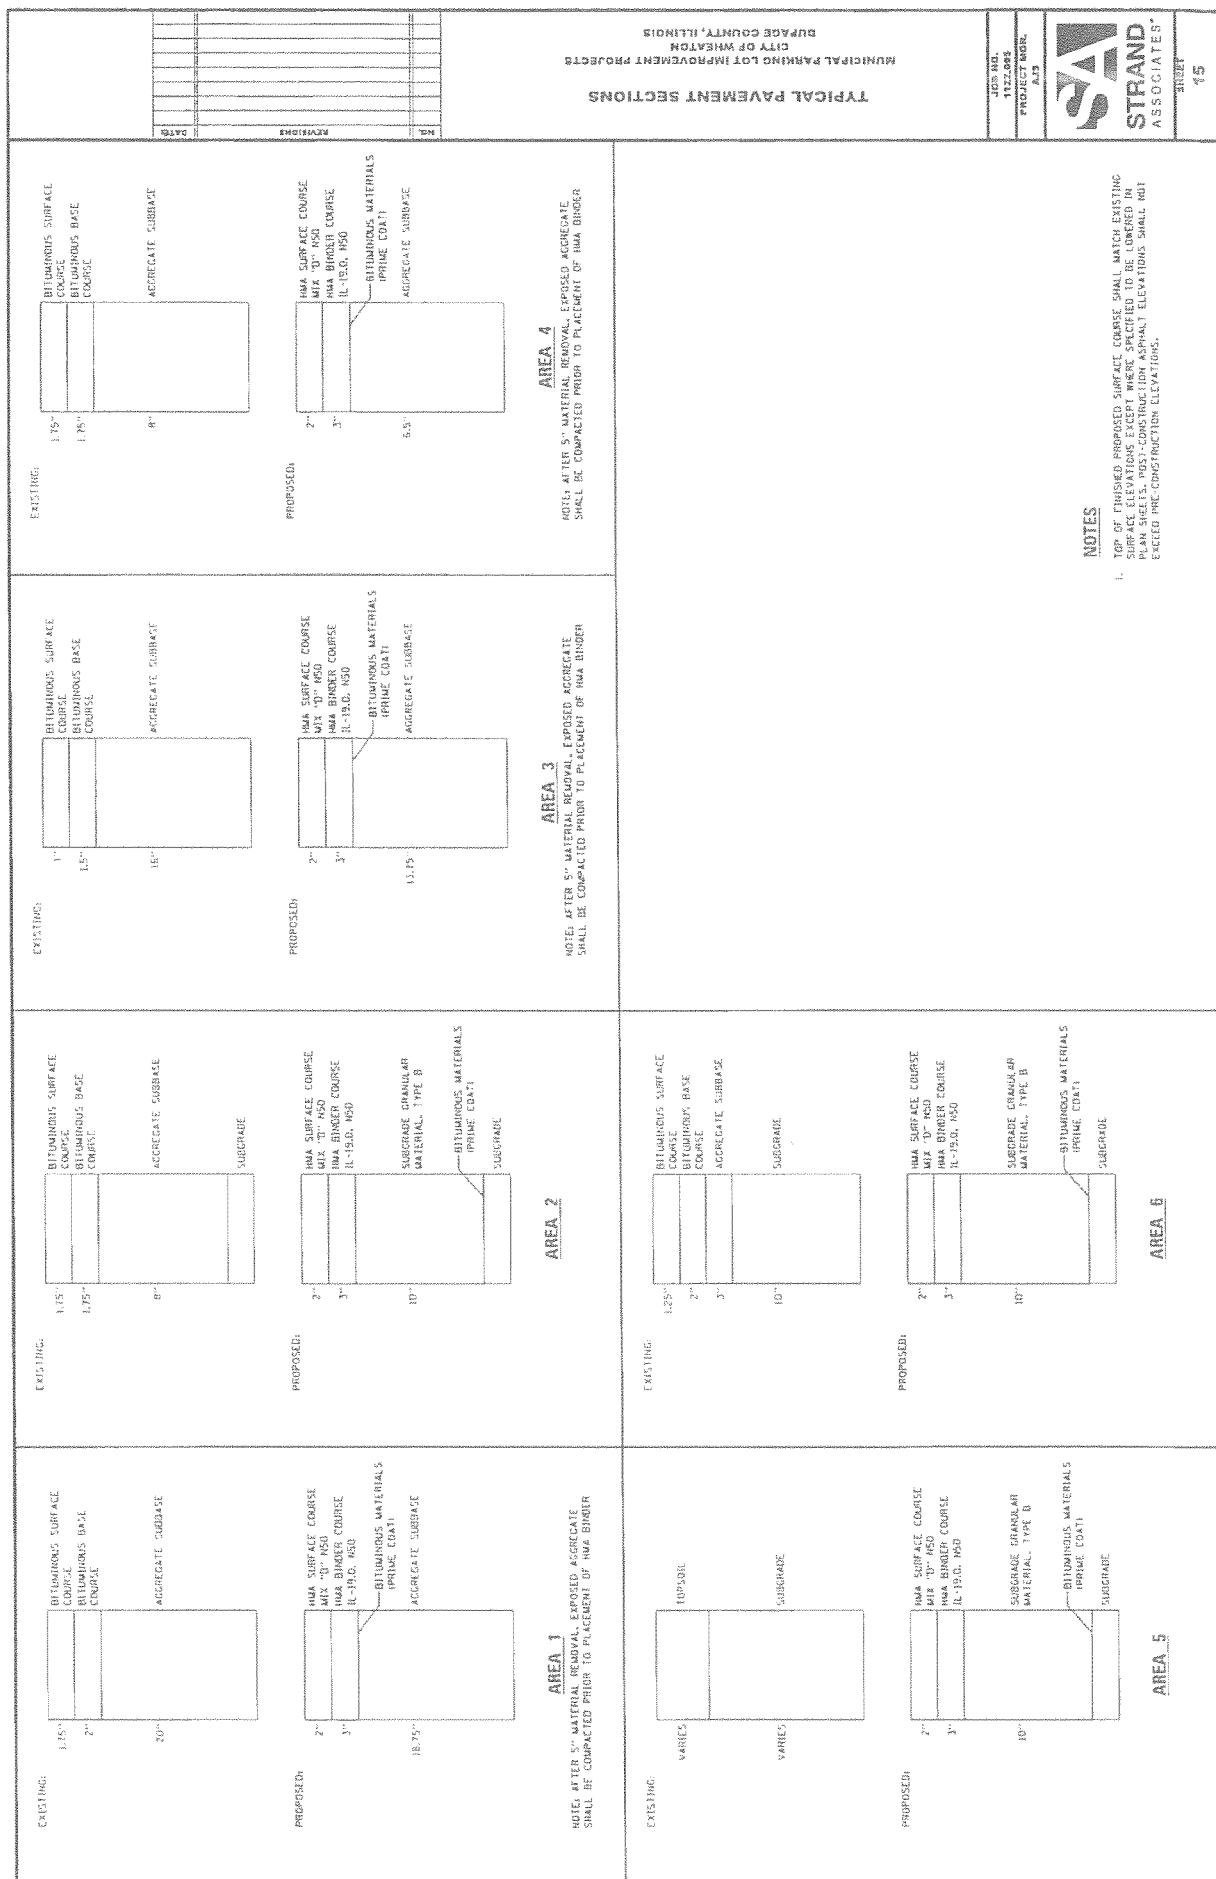 EXISTING:
1.75"
BITUMINOUS SURFACE
COURSE
2"
BITUMINOUS BASE
COURSE
20"
AGGREGATE SUBBASE
PROPOSED:
2"
HMA SURFACE COURSE
MIX "D" N50
3"
HMA BINDER COURSE
IL-19.0, N50
BITUMINOUS MATERIALS
(PRIME COAT)
18.75"
AGGREGATE SUBBASE
AREA 1
NOTE: AFTER 5" MATERIAL REMOVAL, EXPOSED AGGREGATE
SHALL BE COMPACTED PRIOR TO PLACEMENT OF HMA BINDER
EXISTING:
1.75"
BITUMINOUS SURFACE
COURSE
1.75"
BITUMINOUS BASE
COURSE
8"
AGGREGATE SUBBASE
SUBGRADE
PROPOSED:
2"
HMA SURFACE COURSE
MIX "D" N50
3"
HMA BINDER COURSE
IL-19.0, N50
10"
SUBGRADE GRANULAR
MATERIAL, TYPE B
BITUMINOUS MATERIALS
(PRIME COAT)
SUBGRADE
AREA 2
EXISTING:
1"
BITUMINOUS SURFACE
COURSE
1.5"
BITUMINOUS BASE
COURSE
16"
AGGREGATE SUBBASE
PROPOSED:
2"
HMA SURFACE COURSE
MIX "D" N50
3"
HMA BINDER COURSE
IL-19.0, N50
BITUMINOUS MATERIALS
(PRIME COAT)
AGGREGATE SUBBASE
AREA 3
NOTE: AFTER 5" MATERIAL REMOVAL, EXPOSED AGGREGATE
SHALL BE COMPACTED PRIOR TO PLACEMENT OF HMA BINDER
EXISTING:
1.75"
BITUMINOUS SURFACE
COURSE
1.75"
BITUMINOUS BASE
COURSE
8"
AGGREGATE SUBBASE
PROPOSED:
2"
HMA SURFACE COURSE
MIX "D" N50
3"
HMA BINDER COURSE
IL-19.0, N50
BITUMINOUS MATERIALS
(PRIME COAT)
6.5"
AGGREGATE SUBBASE
AREA 4
NOTE: AFTER 5" MATERIAL REMOVAL, EXPOSED AGGREGATE
SHALL BE COMPACTED PRIOR TO PLACEMENT OF HMA BINDER
EXISTING:
VARIES
TOPSOIL
VARIES
SUBGRADE
PROPOSED:
2"
HMA SURFACE COURSE
MIX "D" N50
3"
HMA BINDER COURSE
IL-19.0, N50
10"
SUBGRADE GRANULAR
MATERIAL, TYPE B
BITUMINOUS MATERIALS
(PRIME COAT)
SUBGRADE
AREA 5
EXISTING:
1.25"
BITUMINOUS SURFACE
COURSE
2"
BITUMINOUS BASE
COURSE
3"
AGGREGATE SUBBASE
10"
SUBGRADE
PROPOSED:
2"
HMA SURFACE COURSE
MIX "D" N50
3"
HMA BINDER COURSE
IL-19.0, N50
10"
SUBGRADE GRANULAR
MATERIAL, TYPE B
BITUMINOUS MATERIALS
(PRIME COAT)
SUBGRADE
AREA 6
NOTES
1. TOP OF FINISHED PROPOSED SURFACE COURSE SHALL MATCH EXISTING
SURFACE ELEVATIONS EXCEPT WHERE SPECIFIED TO BE LOWERED IN
PLAN SHEETS. POST-CONSTRUCTION ASPHALT ELEVATIONS SHALL NOT
EXCEED PRE-CONSTRUCTION ELEVATIONS.
NO.
REVISIONS
DATE:
TYPICAL PAVEMENT SECTIONS
MUNICIPAL PARKING LOT IMPROVEMENT PROJECTS
CITY OF WHEATON
DUPAGE COUNTY, ILLINOIS
JOB NO.
PROJECT MGR.
SA
STRAND
ASSOCIATES
SHEET
15